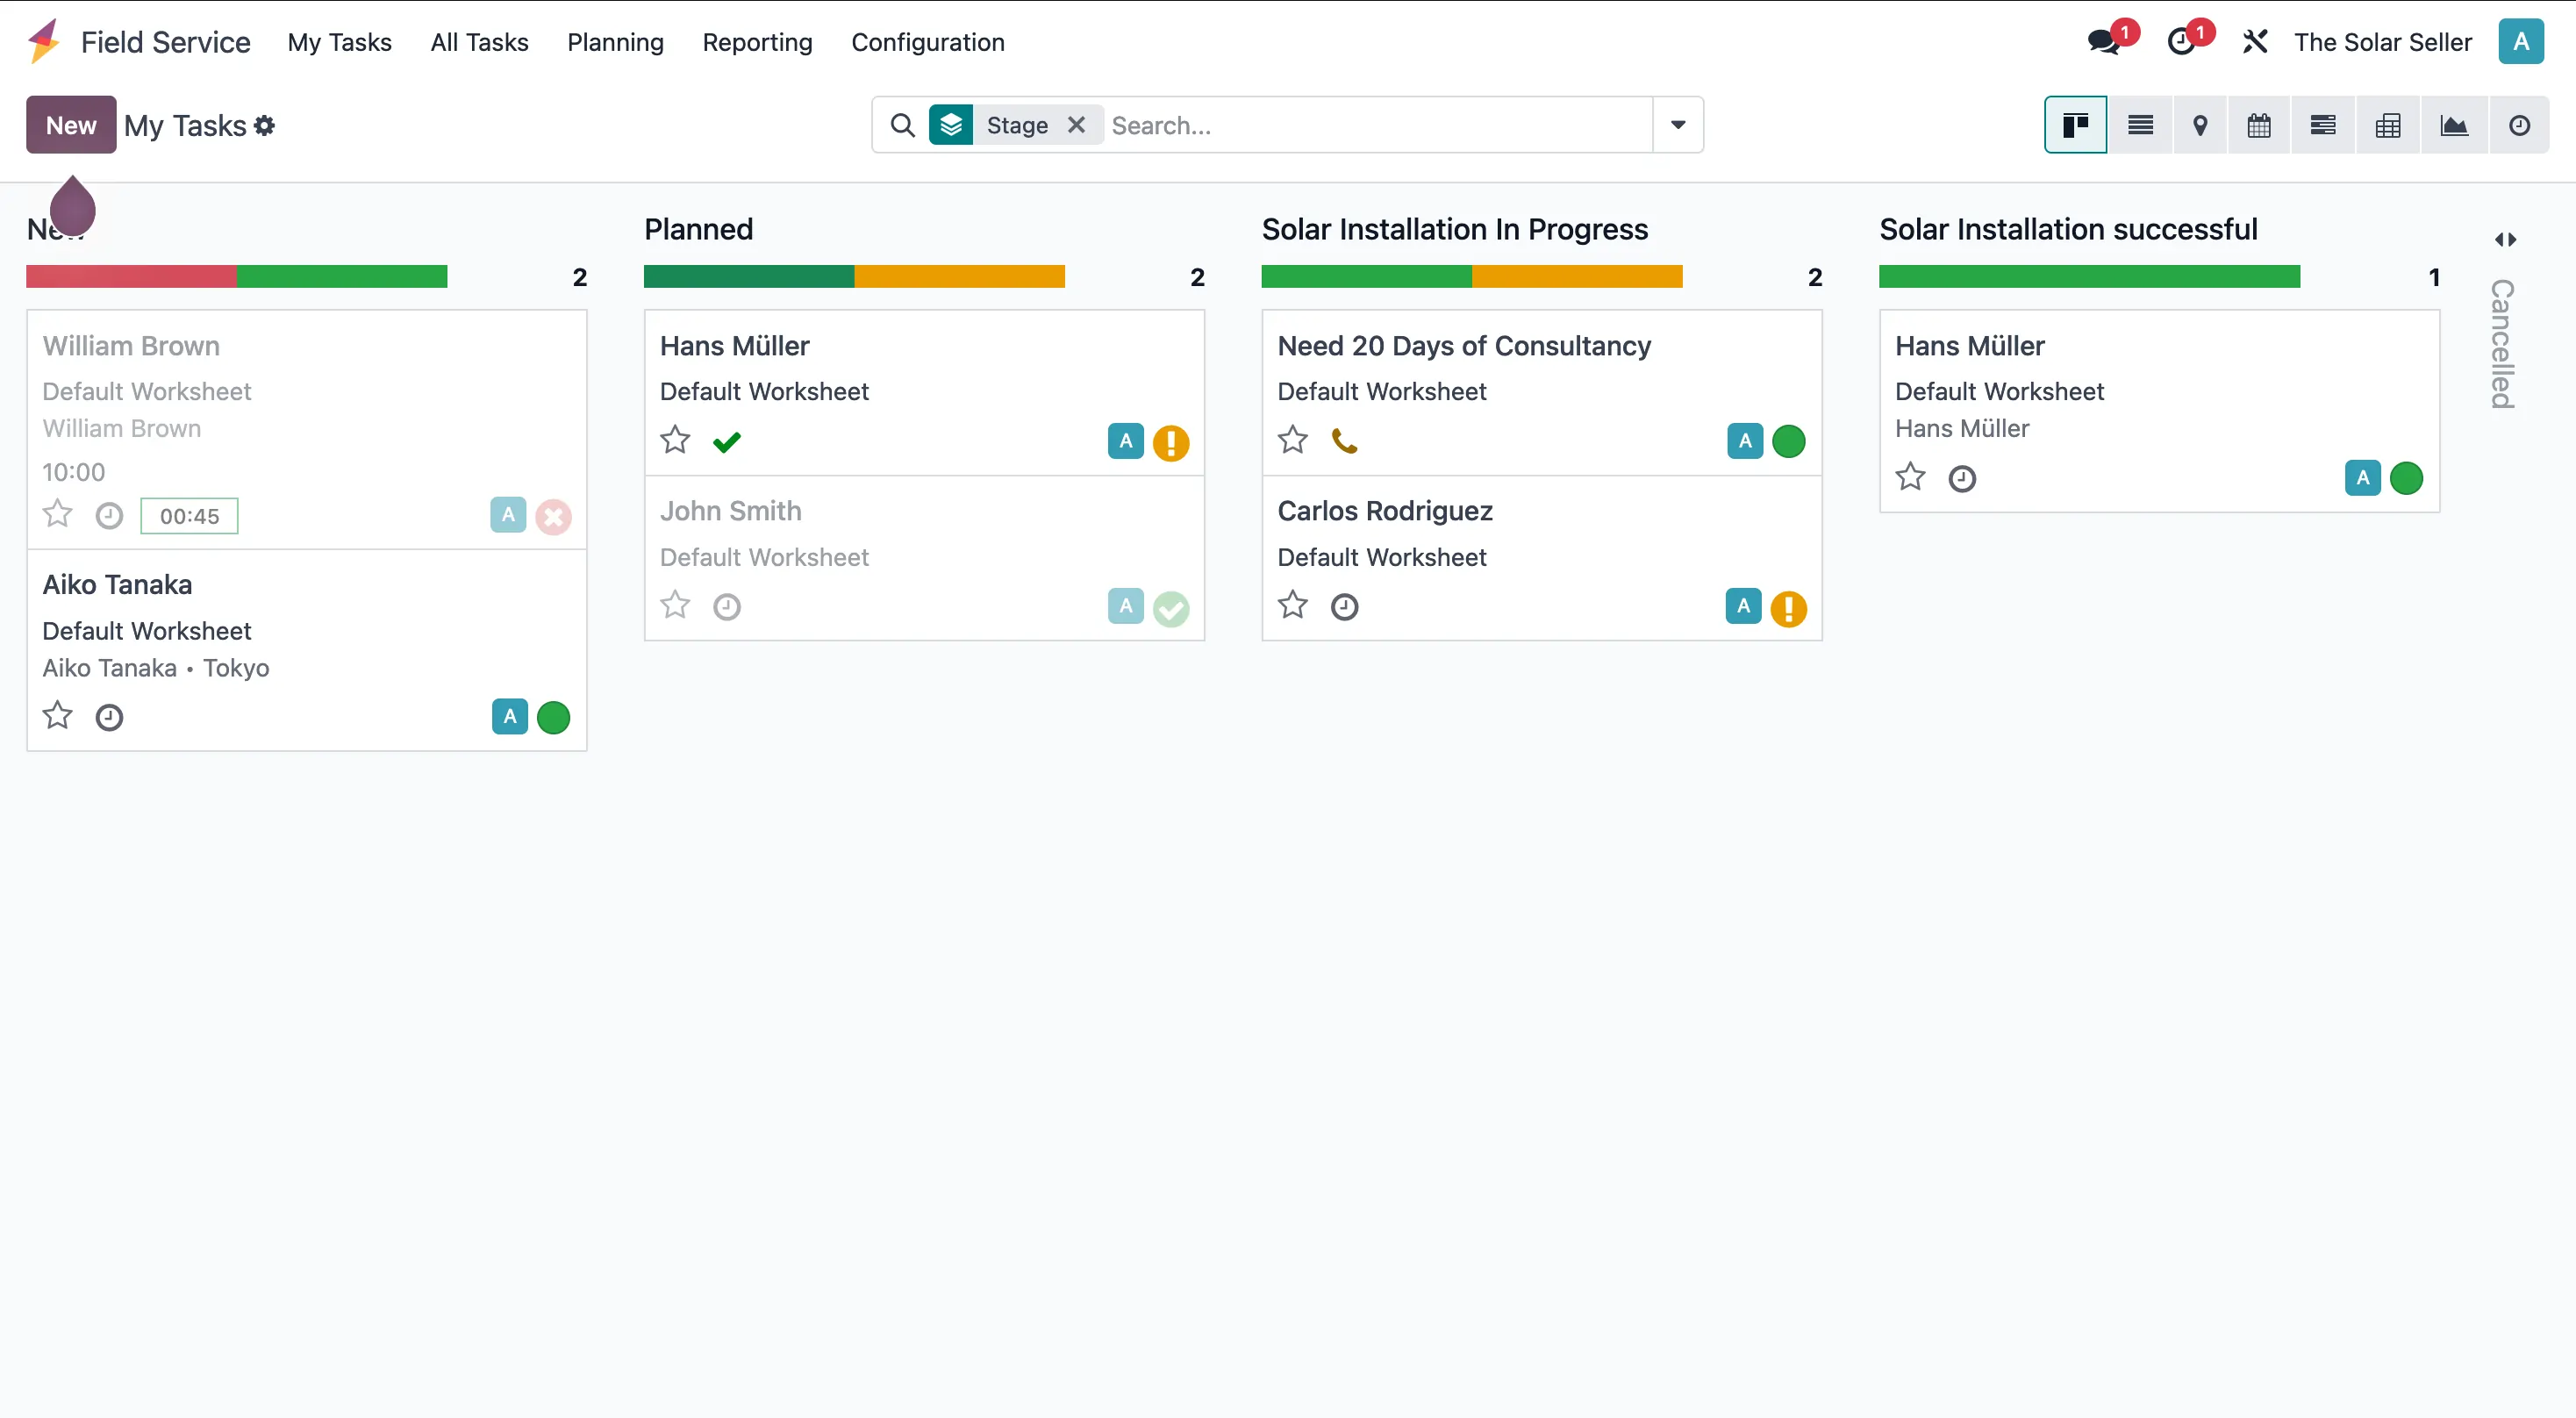 Field Service My Tasks All Tasks Planning Reporting Configuration 1 1 The Solar Seller A
New My Tasks Stage Search...
New
2
William Brown
Default Worksheet
William Brown
10:00
00:45 A
Aiko Tanaka
Default Worksheet
Aiko Tanaka • Tokyo
A
Planned
2
Hans Müller
Default Worksheet
A
John Smith
Default Worksheet
A
Solar Installation In Progress
2
Need 20 Days of Consultancy
Default Worksheet
A
Carlos Rodriguez
Default Worksheet
A
Solar Installation successful
1
Hans Müller
Default Worksheet
Hans Müller
A
Cancelled